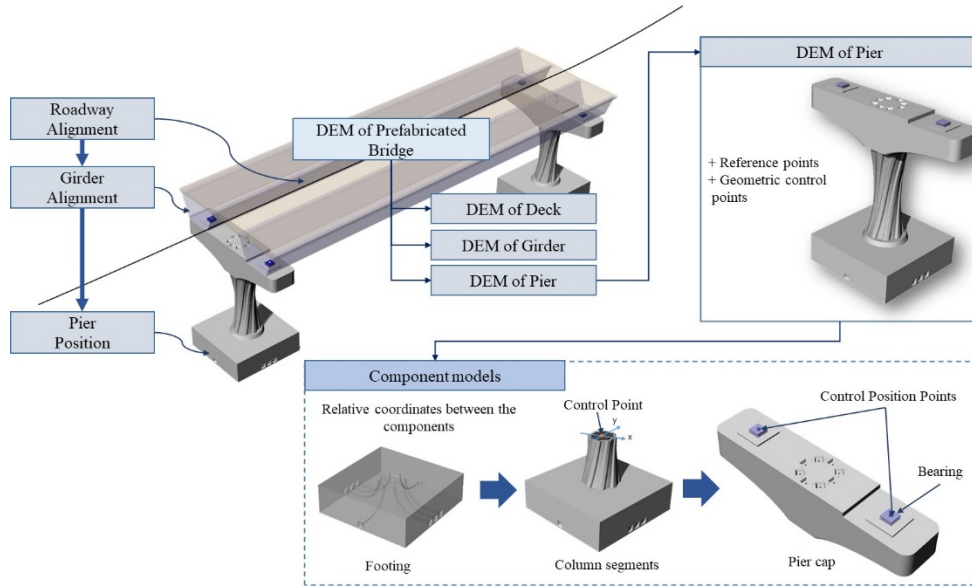 Roadway
Alignment
Girder
Alignment
Pier
Position
DEM of Prefabricated
Bridge
DEM of Deck
DEM of Girder
DEM of Pier
DEM of Pier
+ Reference points
+ Geometric control
points
Component models
Relative coordinates between the
components
Footing
Control Point
y
x
Column segments
Control Position Points
Bearing
Pier cap